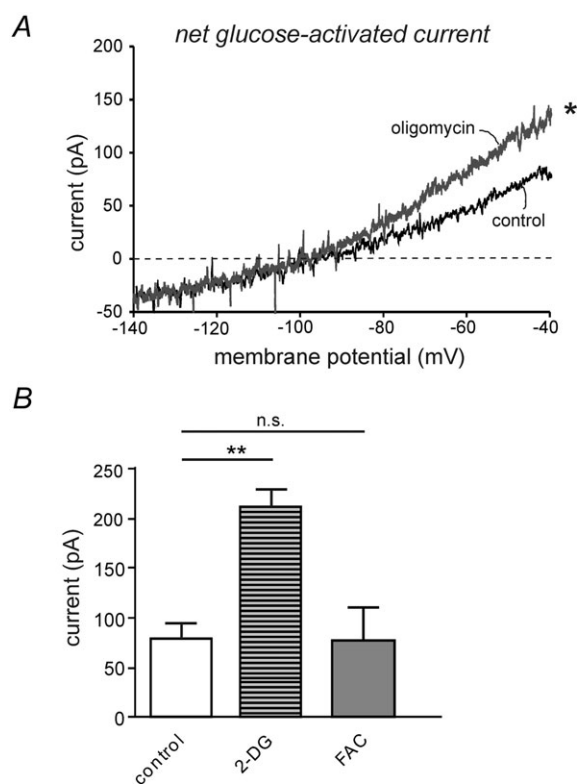 A
net glucose-activated current
200
150
100
50
0
-50
current (pA)
oligomycin
control
*
-140
-120
-100
-80
-60
-40
membrane potential (mV)
B
n.s.
**
250
200
150
100
50
0
current (pA)
control
2-DG
FAC